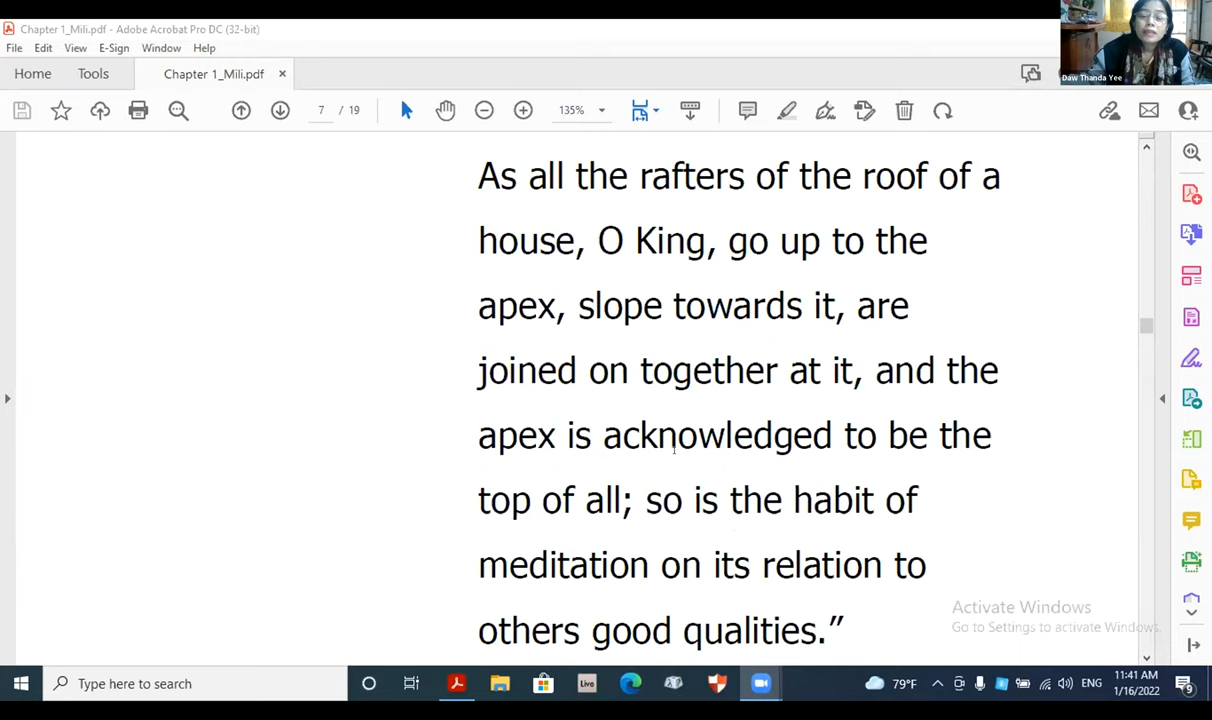 Chapter 1_Mili.pdf - Adobe Acrobat Pro DC (32-bit)
File Edit View E-Sign Window Help
Home Tools Chapter 1_Mili.pdf ×
7 / 19 135%
As all the rafters of the roof of a
house, O King, go up to the
apex, slope towards it, are
joined on together at it, and the
apex is acknowledged to be the
top of all; so is the habit of
meditation on its relation to
others good qualities.”
Daw Thanda Yee
Activate Windows
Go to Settings to activate Windows.
Type here to search
Live
79°F
ENG
11:41 AM
1/16/2022
9